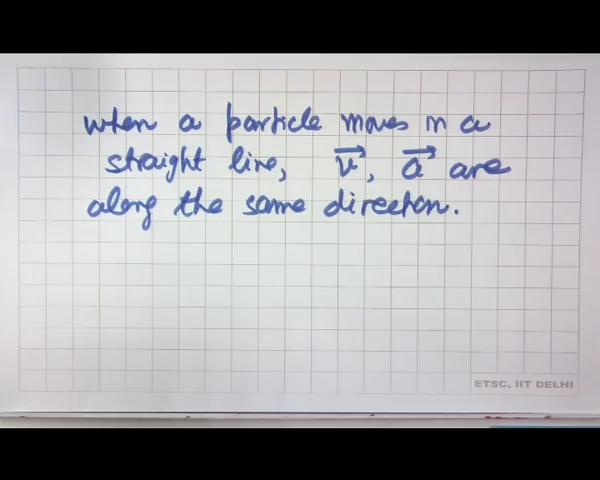 when a particle moves in a
straight line, v⃗, a⃗ are
along the same direction.
ETSC, IIT DELHI